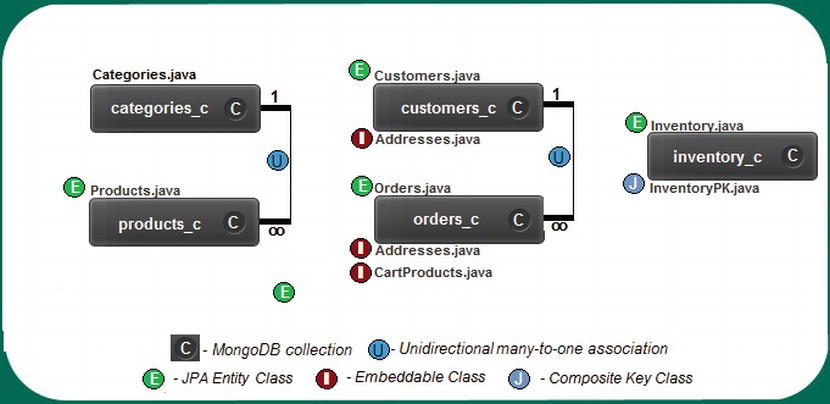 Categories.java
categories_c C
1
U
E Products.java
products_c C
∞
E
E Customers.java
customers_c C
1
I Addresses.java
U
E Orders.java
orders_c C
∞
I Addresses.java
I CartProducts.java
E Inventory.java
inventory_c C
J InventoryPK.java
C - MongoDB collection U - Unidirectional many-to-one association
E - JPA Entity Class I - Embeddable Class J - Composite Key Class